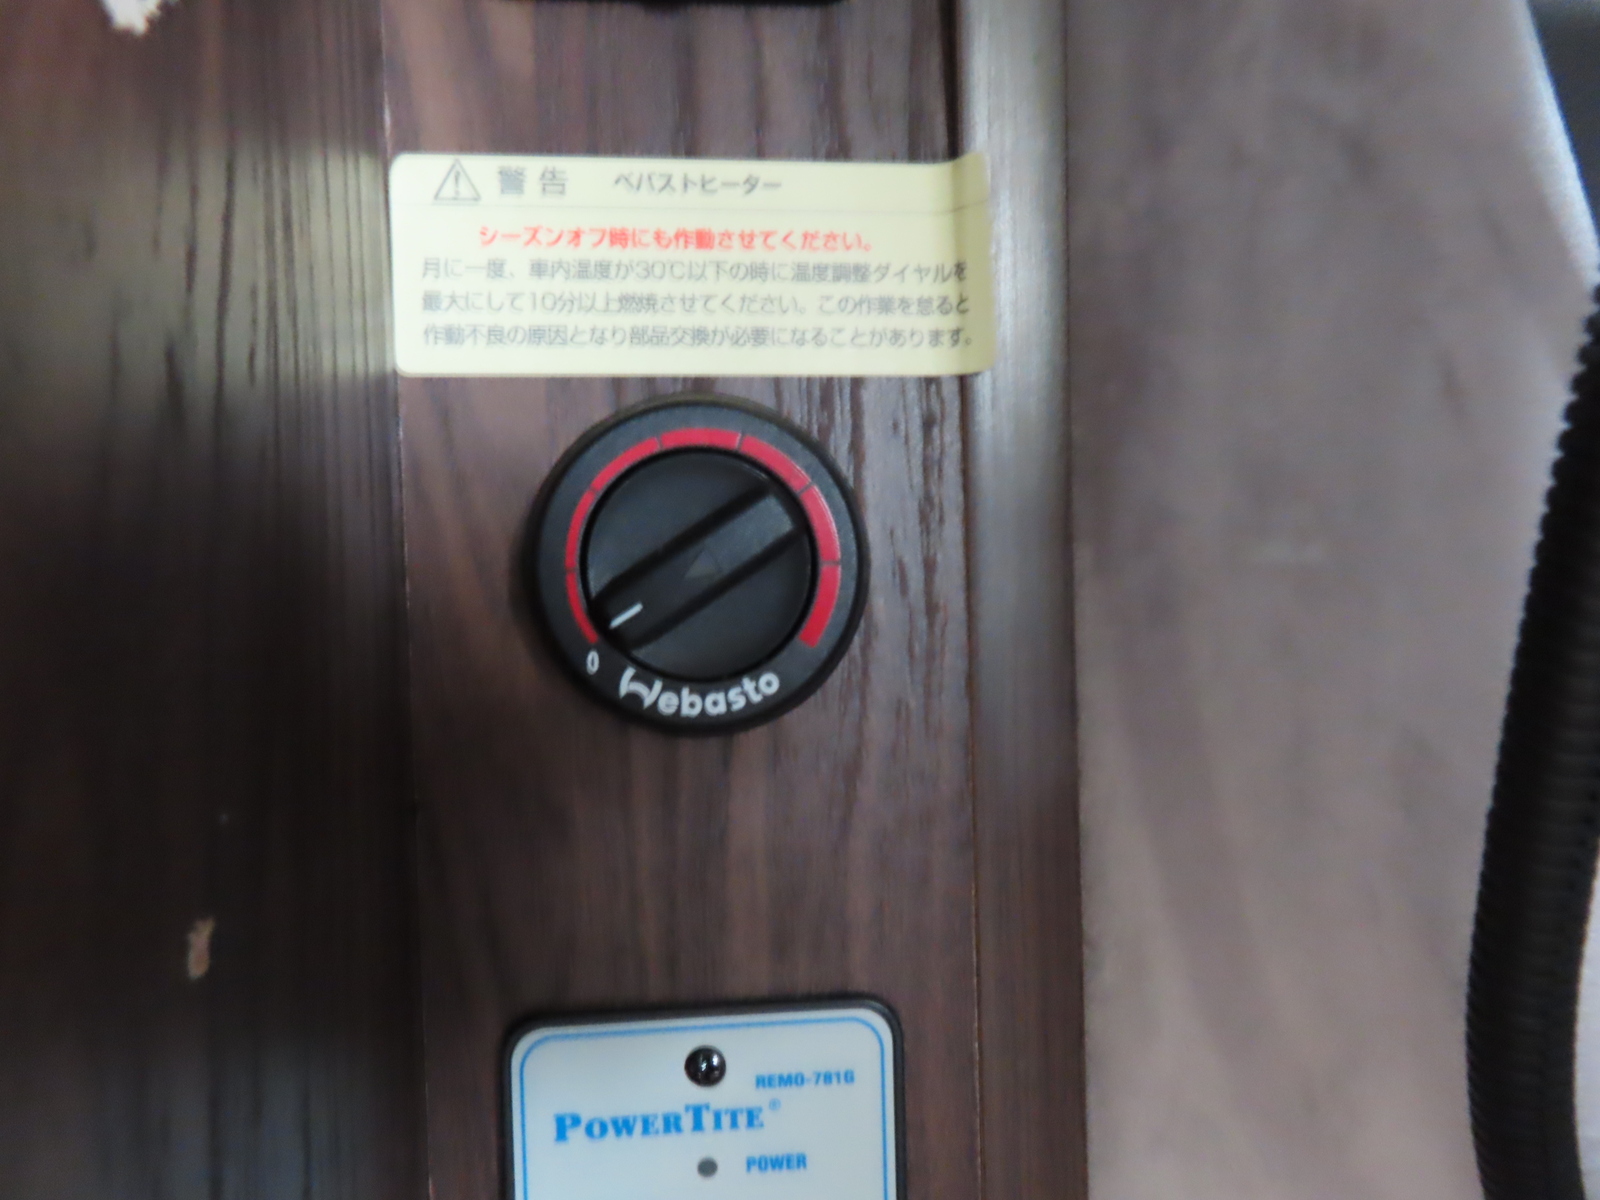 警告 ベバストヒーター
シーズンオフ時にも作動させてください。
月に一度、車内温度が30℃以下の時に温度調整ダイヤルを
最大にして10分以上燃焼させてください。この作業を怠ると
作動不良の原因となり部品交換が必要になることがあります。
0
Webasto
REMO-781G
POWERTITE®
POWER